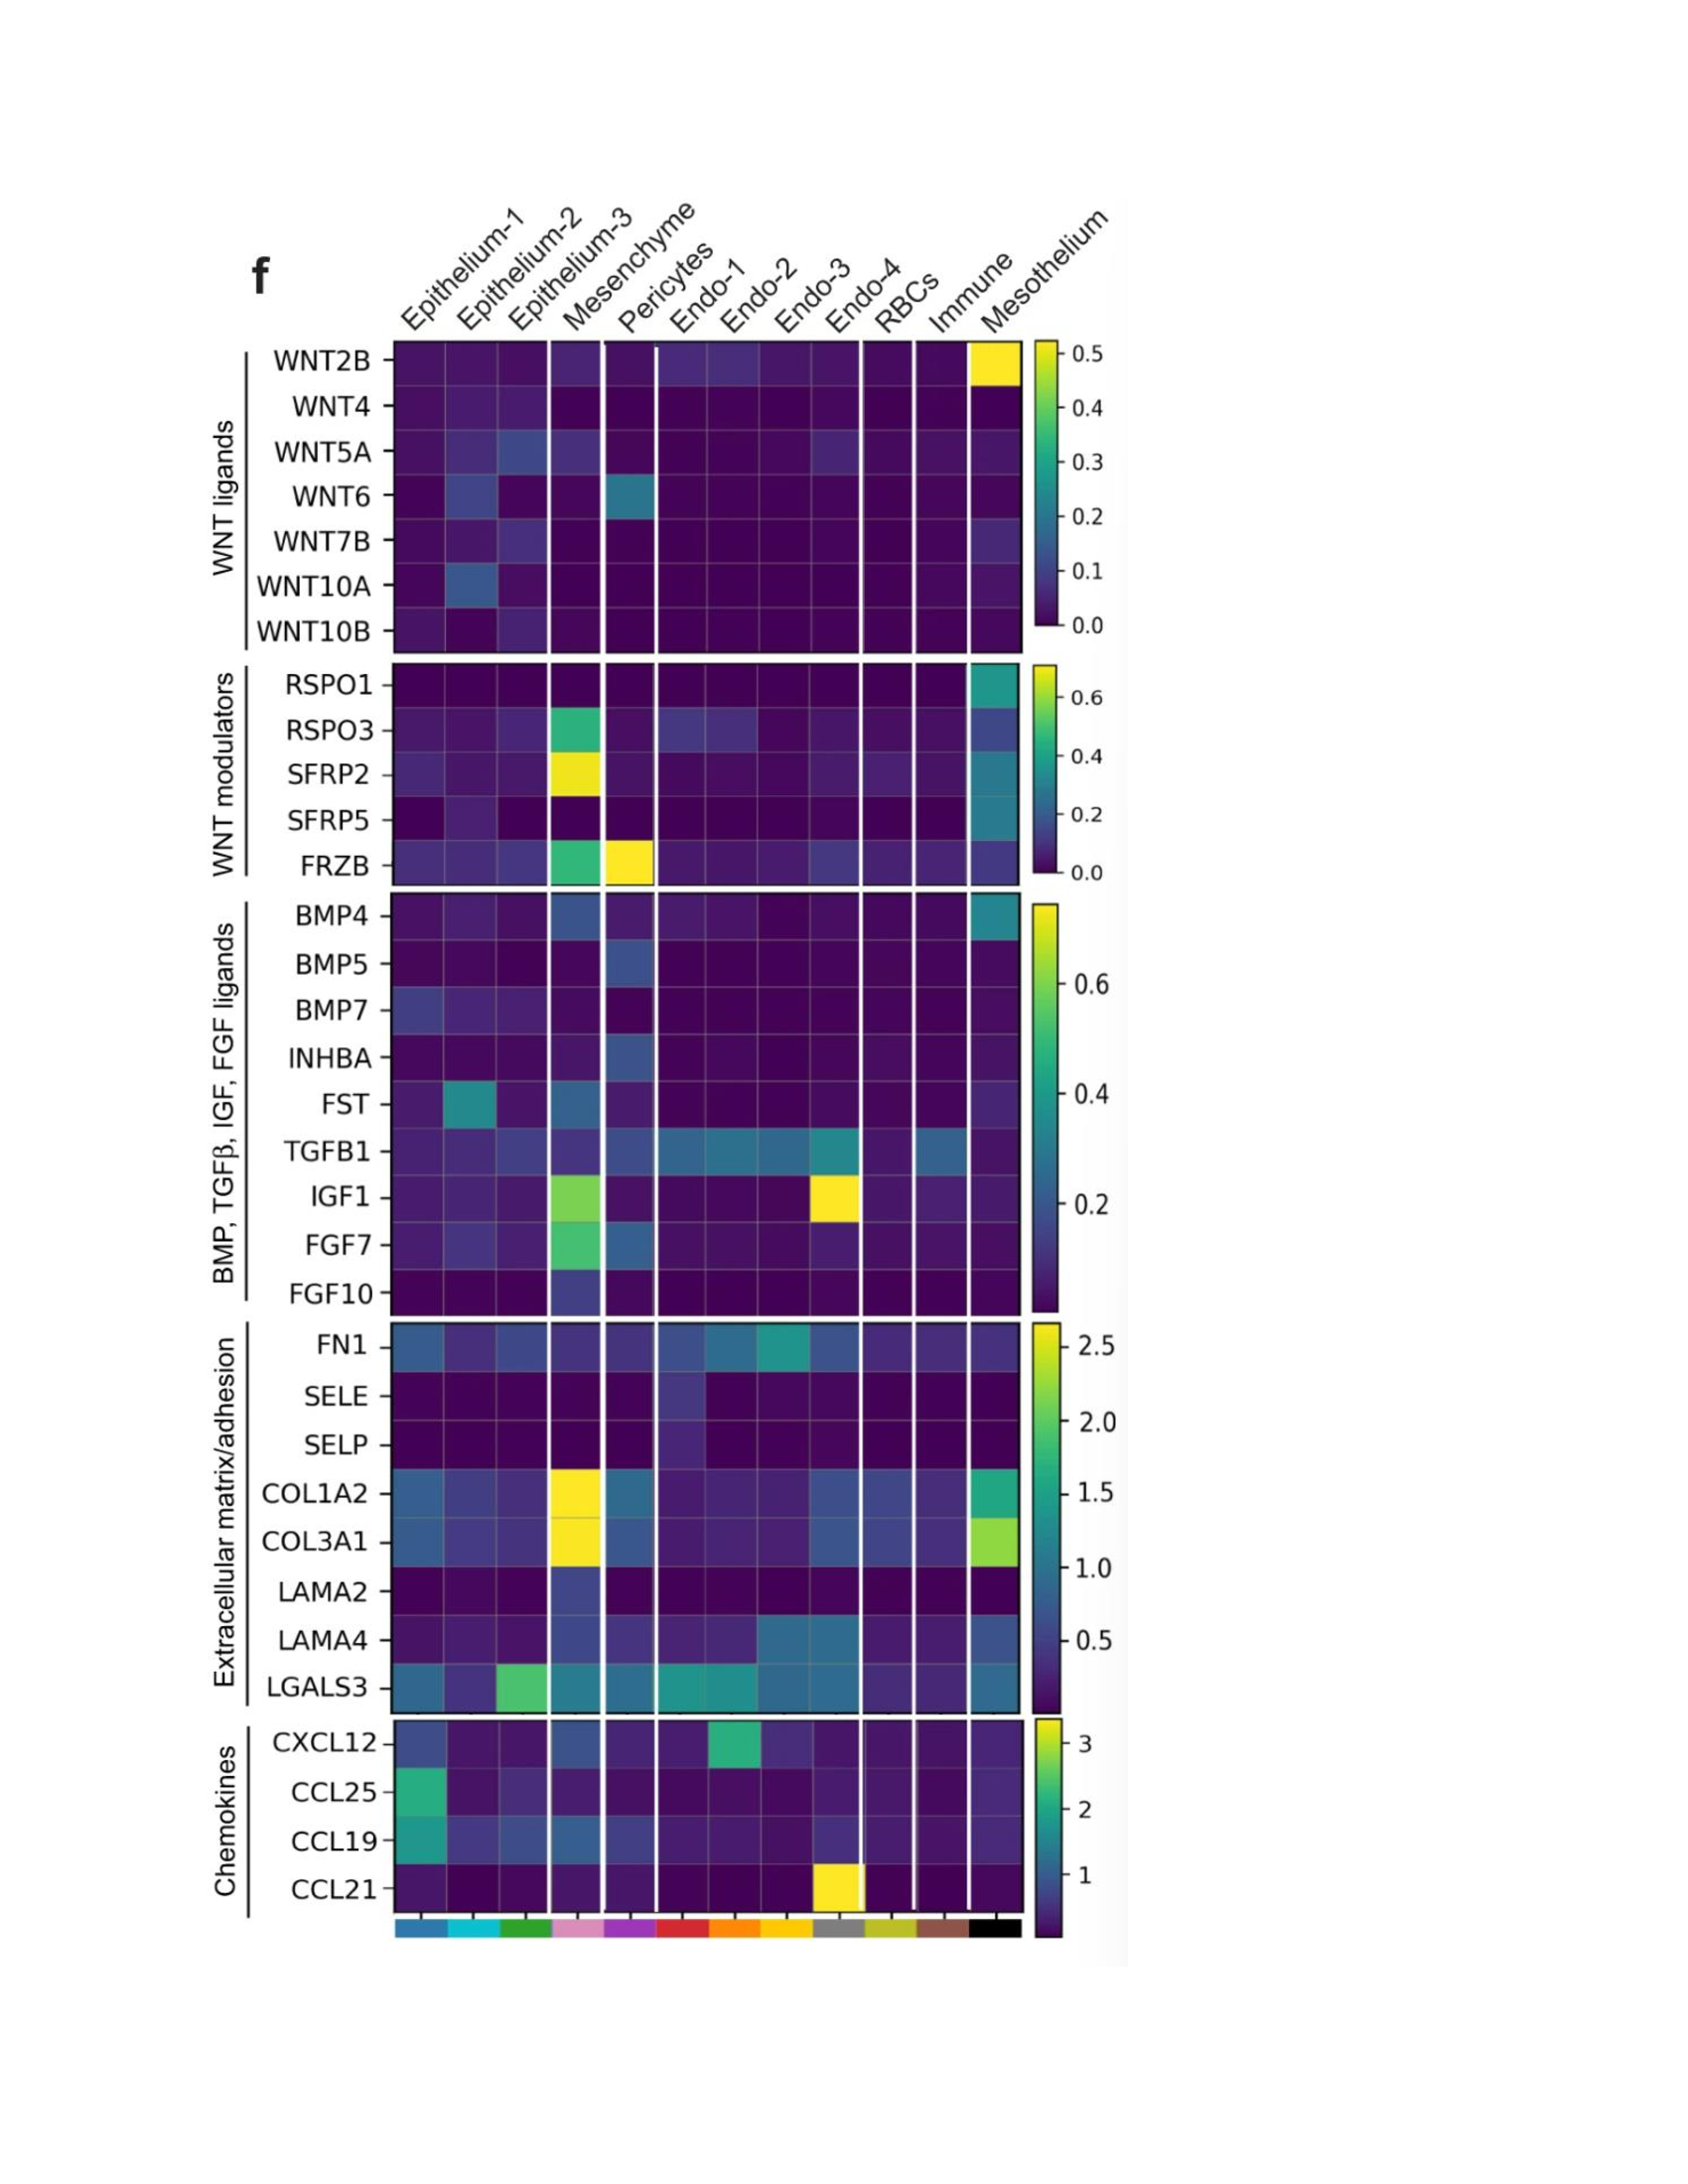 f
Epithelium-1
Epithelium-2
Epithelium-3
Mesenchyme
Pericytes
Endo-1
Endo-2
Endo-3
Endo-4
RBCs
Immune
Mesothelium
WNT ligands
WNT2B
WNT4
WNT5A
WNT6
WNT7B
WNT10A
WNT10B
0.5
0.4
0.3
0.2
0.1
0.0
WNT modulators
RSPO1
RSPO3
SFRP2
SFRP5
FRZB
0.6
0.4
0.2
0.0
BMP, TGFβ, IGF, FGF ligands
BMP4
BMP5
BMP7
INHBA
FST
TGFB1
IGF1
FGF7
FGF10
0.6
0.4
0.2
Extracellular matrix/adhesion
FN1
SELE
SELP
COL1A2
COL3A1
LAMA2
LAMA4
LGALS3
2.5
2.0
1.5
1.0
0.5
Chemokines
CXCL12
CCL25
CCL19
CCL21
3
2
1